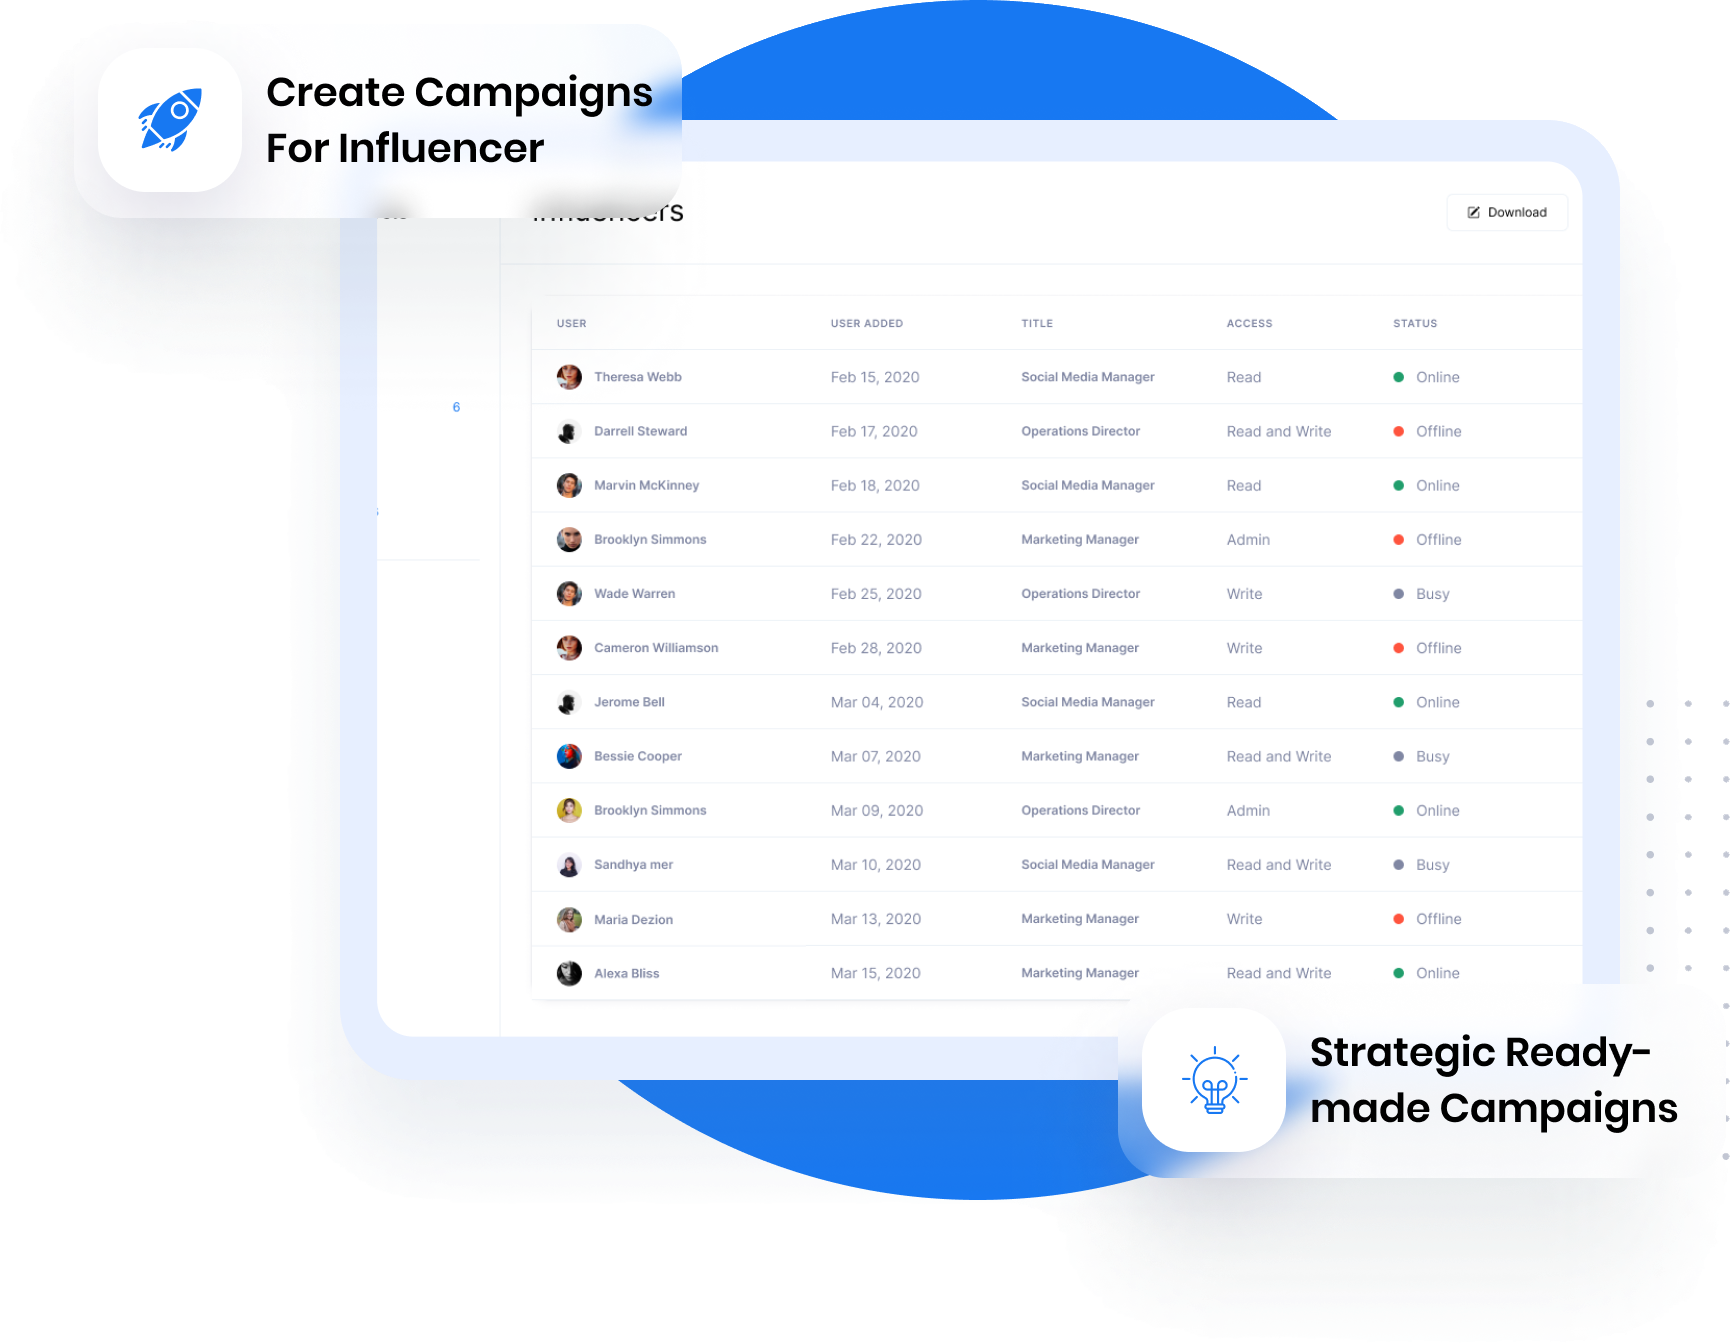 Create Campaigns
For Influencer
Influencers
Download
USER USER ADDED TITLE ACCESS STATUS
Theresa Webb Feb 15, 2020 Social Media Manager Read Online
6
Darrell Steward Feb 17, 2020 Operations Director Read and Write Offline
Marvin McKinney Feb 18, 2020 Social Media Manager Read Online
Brooklyn Simmons Feb 22, 2020 Marketing Manager Admin Offline
Wade Warren Feb 25, 2020 Operations Director Write Busy
Cameron Williamson Feb 28, 2020 Marketing Manager Write Offline
Jerome Bell Mar 04, 2020 Social Media Manager Read Online
Bessie Cooper Mar 07, 2020 Marketing Manager Read and Write Busy
Brooklyn Simmons Mar 09, 2020 Operations Director Admin Online
Sandhya mer Mar 10, 2020 Social Media Manager Read and Write Busy
Maria Dezion Mar 13, 2020 Marketing Manager Write Offline
Alexa Bliss Mar 15, 2020 Marketing Manager Read and Write Online
Strategic Ready-
made Campaigns